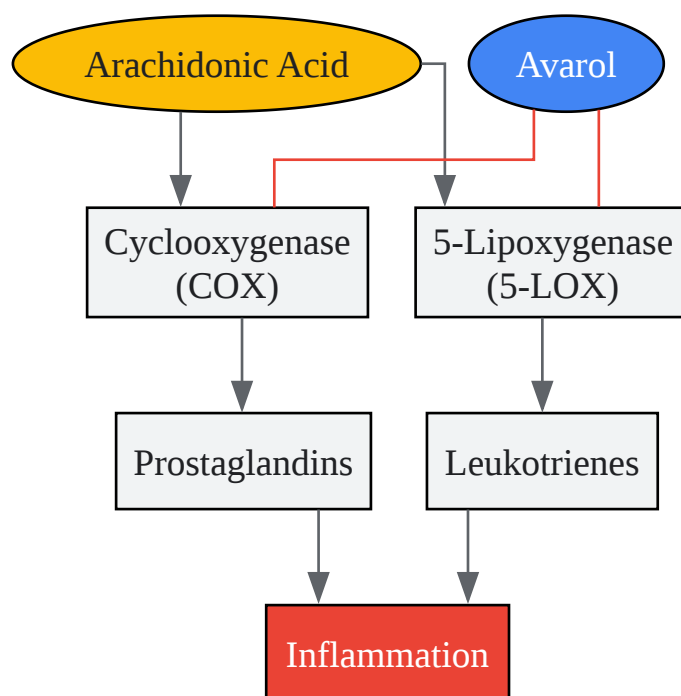 Arachidonic Acid
Avarol
Cyclooxygenase
(COX)
5-Lipoxygenase
(5-LOX)
Prostaglandins
Leukotrienes
Inflammation